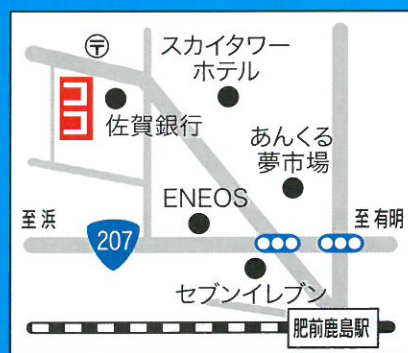 〒
スカイタワー
ホテル
ココ
佐賀銀行
あんくる
夢市場
ENEOS
至浜
至有明
207
セブンイレブン
肥前鹿島駅